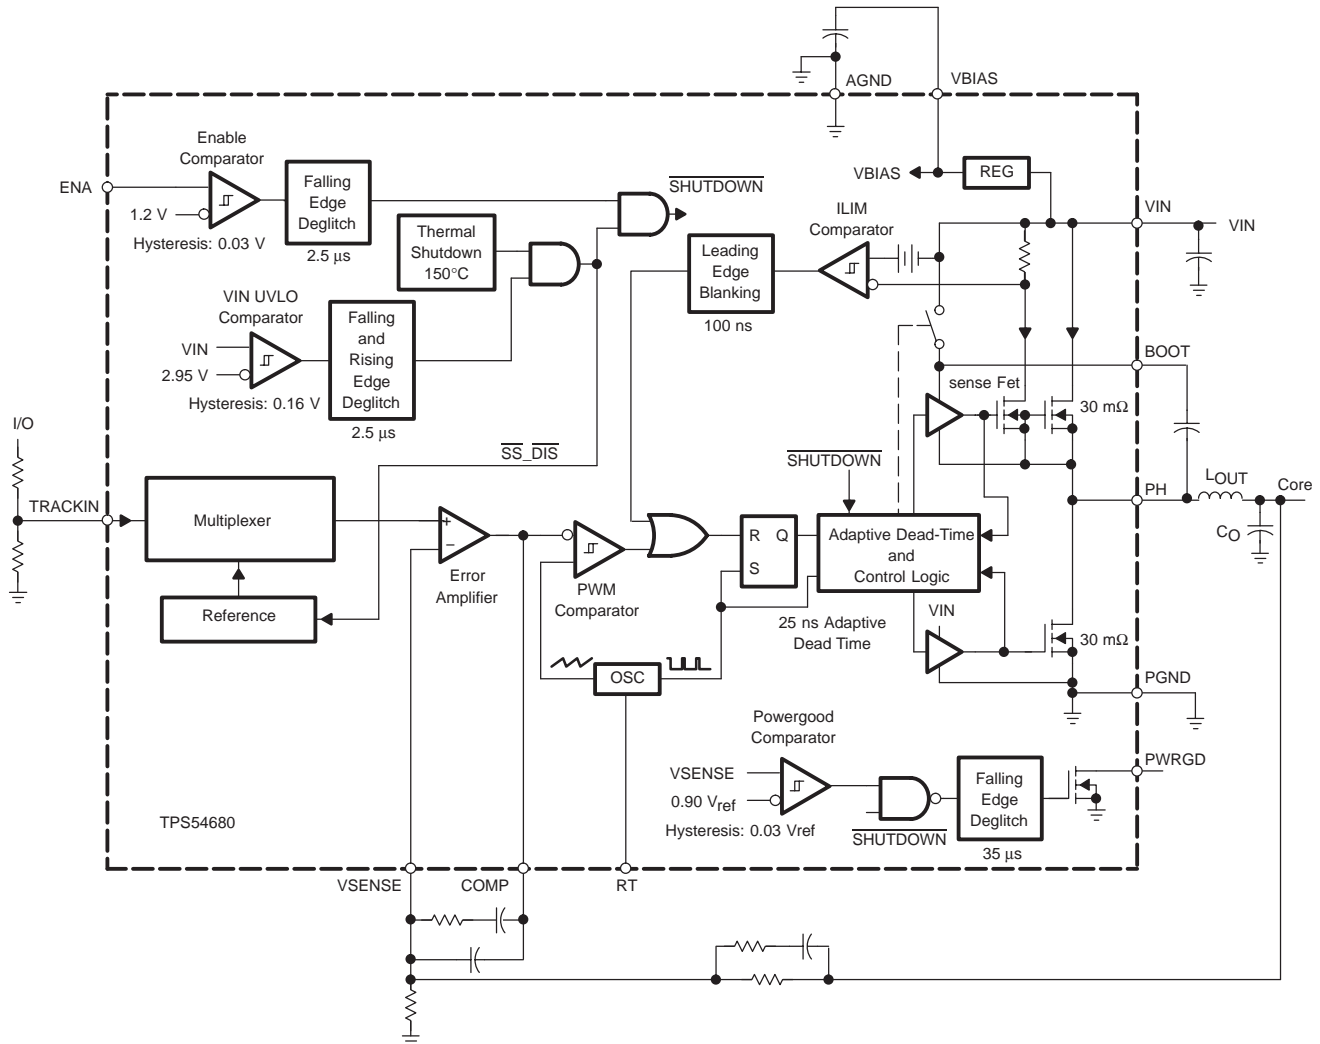 AGND
VBIAS
Enable
Comparator
ENA
1.2 V
Hysteresis: 0.03 V
Falling
Edge
Deglitch
2.5 μs
SHUTDOWN
Thermal
Shutdown
150°C
VIN UVLO
Comparator
VIN
2.95 V
Hysteresis: 0.16 V
Falling
and
Rising
Edge
Deglitch
2.5 μs
SS_DIS
VBIAS
REG
ILIM
Comparator
Leading
Edge
Blanking
100 ns
VIN
VIN
BOOT
sense Fet
30 mΩ
I/O
TRACKIN
Multiplexer
Reference
+
−
Error
Amplifier
PWM
Comparator
OSC
R Q
S
SHUTDOWN
Adaptive Dead-Time
and
Control Logic
25 ns Adaptive
Dead Time
VIN
30 mΩ
PH
LOUT
Core
CO
PGND
Powergood
Comparator
VSENSE
0.90 Vref
Hysteresis: 0.03 Vref
SHUTDOWN
Falling
Edge
Deglitch
35 μs
PWRGD
TPS54680
VSENSE
COMP
RT